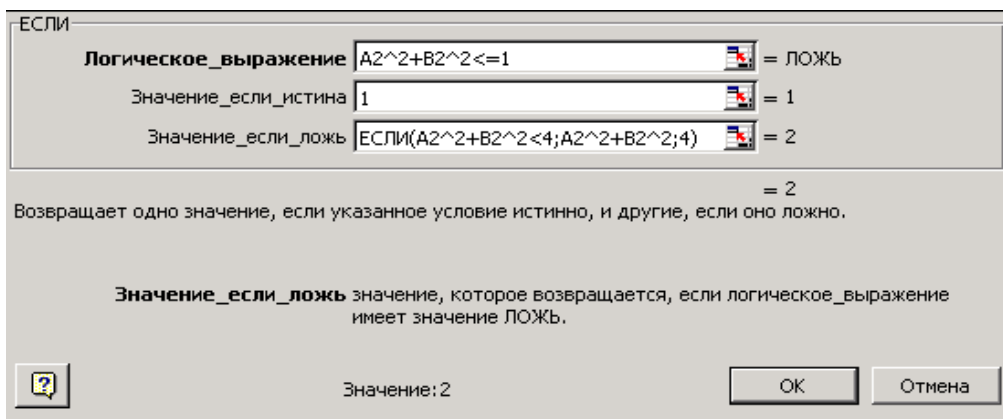 ЕСЛИ
Логическое_выражение A2^2+B2^2<=1 = ЛОЖЬ
Значение_если_истина 1 = 1
Значение_если_ложь ЕСЛИ(A2^2+B2^2<4;A2^2+B2^2;4) = 2
= 2
Возвращает одно значение, если указанное условие истинно, и другие, если оно ложно.
Значение_если_ложь значение, которое возвращается, если логическое_выражение
имеет значение ЛОЖЬ.
Значение:2 OK Отмена